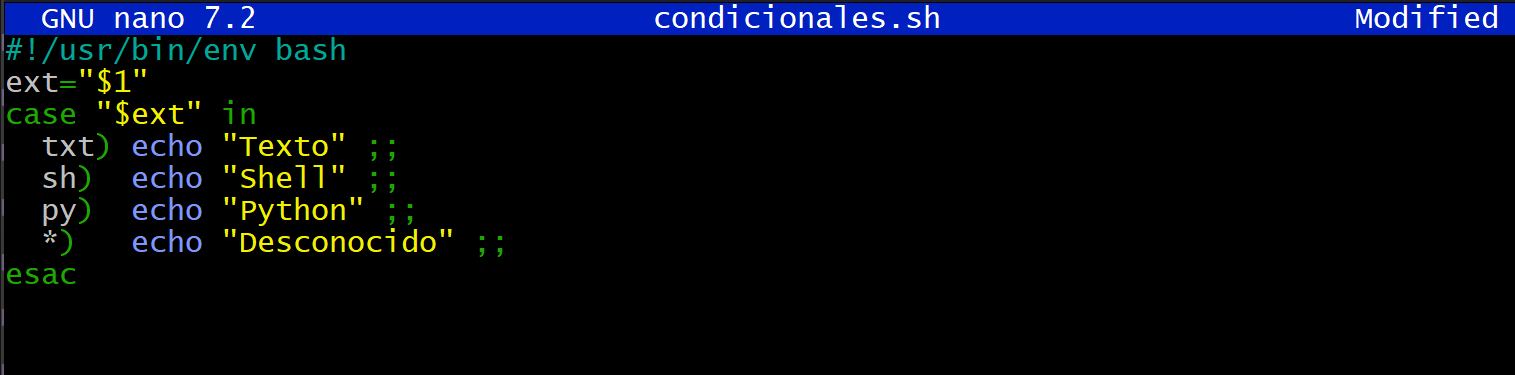 GNU nano 7.2 condicionales.sh Modified
#!/usr/bin/env bash
ext="$1"
case "$ext" in
  txt) echo "Texto" ;;
  sh)  echo "Shell" ;;
  py)  echo "Python" ;;
  *)   echo "Desconocido" ;;
esac